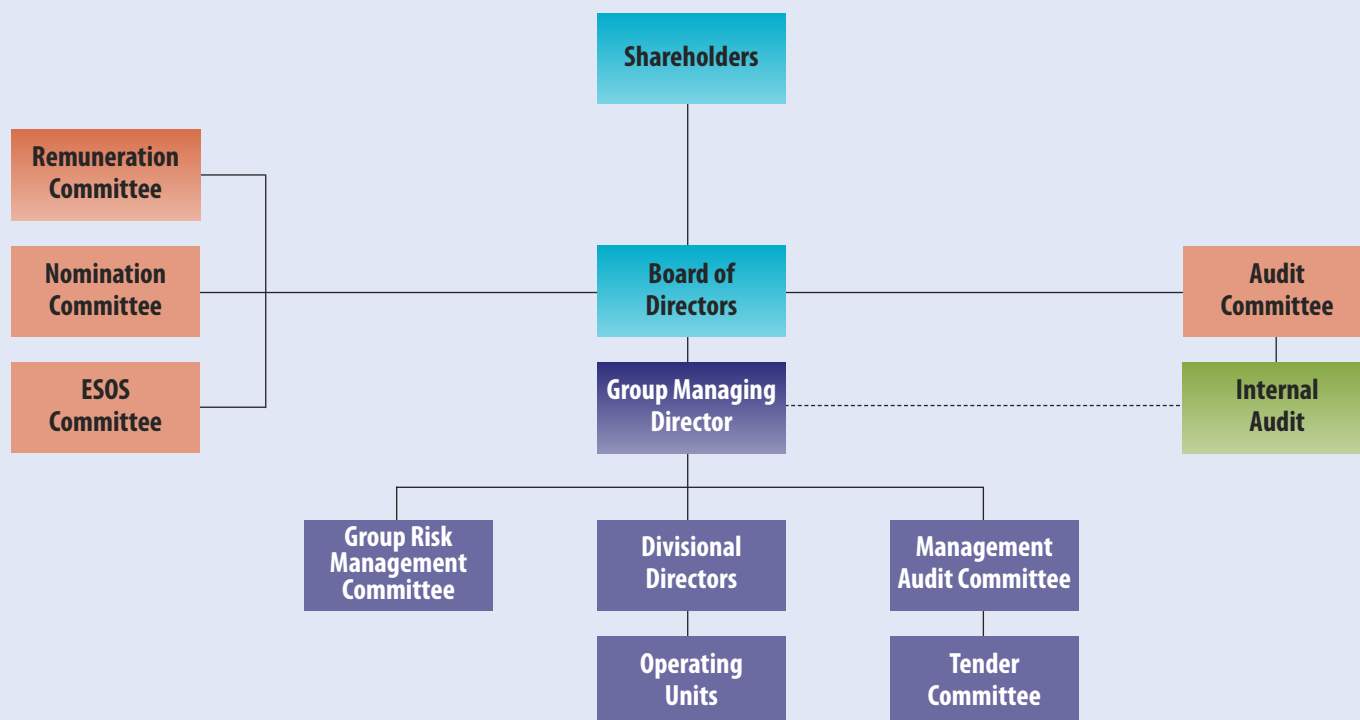 Shareholders
Remuneration
Committee
Nomination
Committee
Board of
Directors
Audit
Committee
ESOS
Committee
Group Managing
Director
Internal
Audit
Group Risk
Management
Committee
Divisional
Directors
Management
Audit Committee
Operating
Units
Tender
Committee